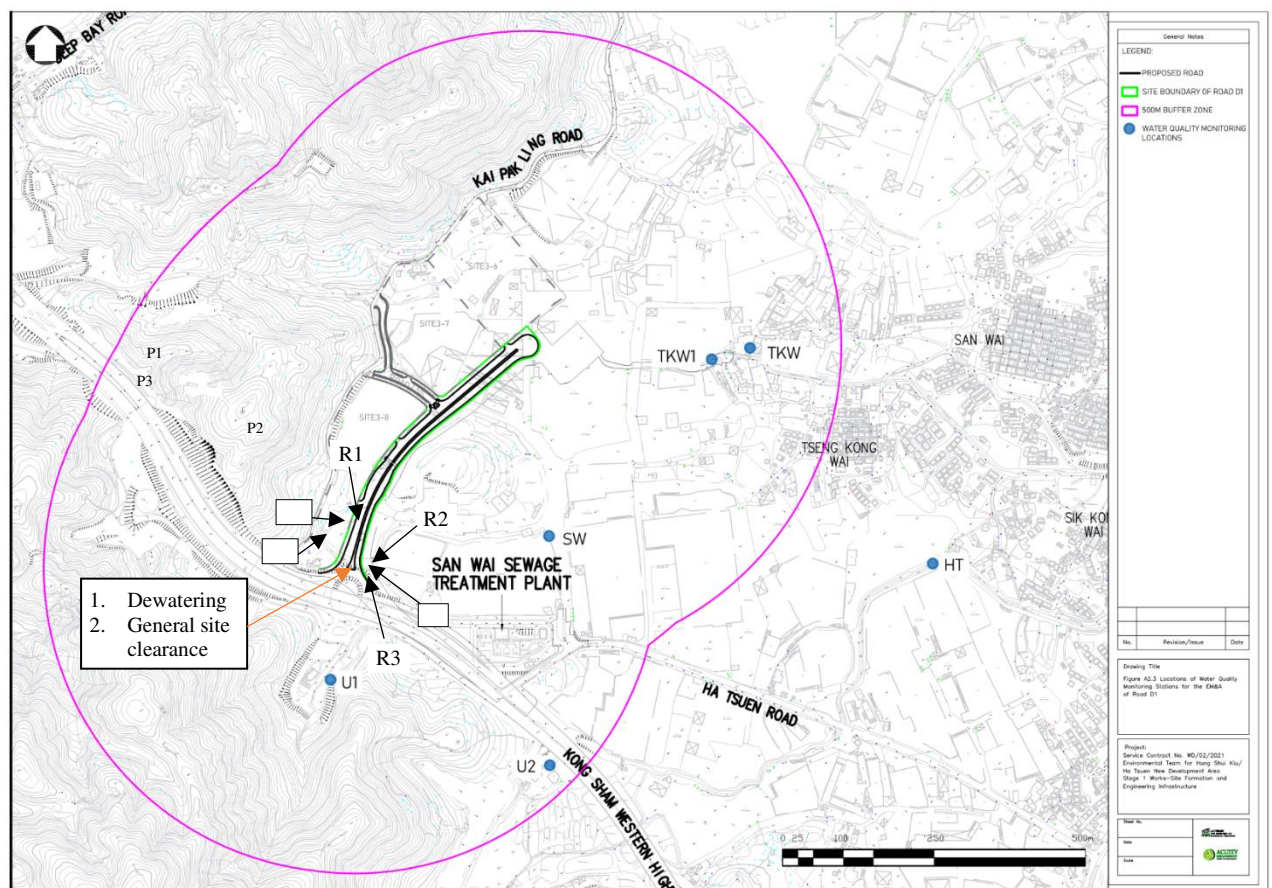 DEEP BAY RO
KAI PAK LING ROAD
SITE3-6
SITE3-7
SITE3-8
P1
P3
P2
R1
R2
R3
TKW1
TKW
SAN WAI
TSENG KONG
WAI
SIK KO
WAI
SW
HT
SAN WAI SEWAGE
TREATMENT PLANT
1. Dewatering
2. General site
clearance
U1
U2
HA TSUEN ROAD
KONG SHAM WESTERN HIGH
0 25 100 250 500m
General Notes
LEGEND:
PROPOSED ROAD
SITE BOUNDARY OF ROAD D1
500M BUFFER ZONE
WATER QUALITY MONITORING
LOCATIONS
No. Revision/Issue Date
Drawing Title
Figure A2.3 Locations of Water Quality
Monitoring Stations for the EM&A
of Road D1
Project:
Service Contract No. WD/02/2021
Environmental Team for Hung Shui Kiu/
Ha Tsuen New Development Area
Stage 1 Works-Site Formation and
Engineering Infrastructure
Sheet No.
Date
Scale
ACUITY